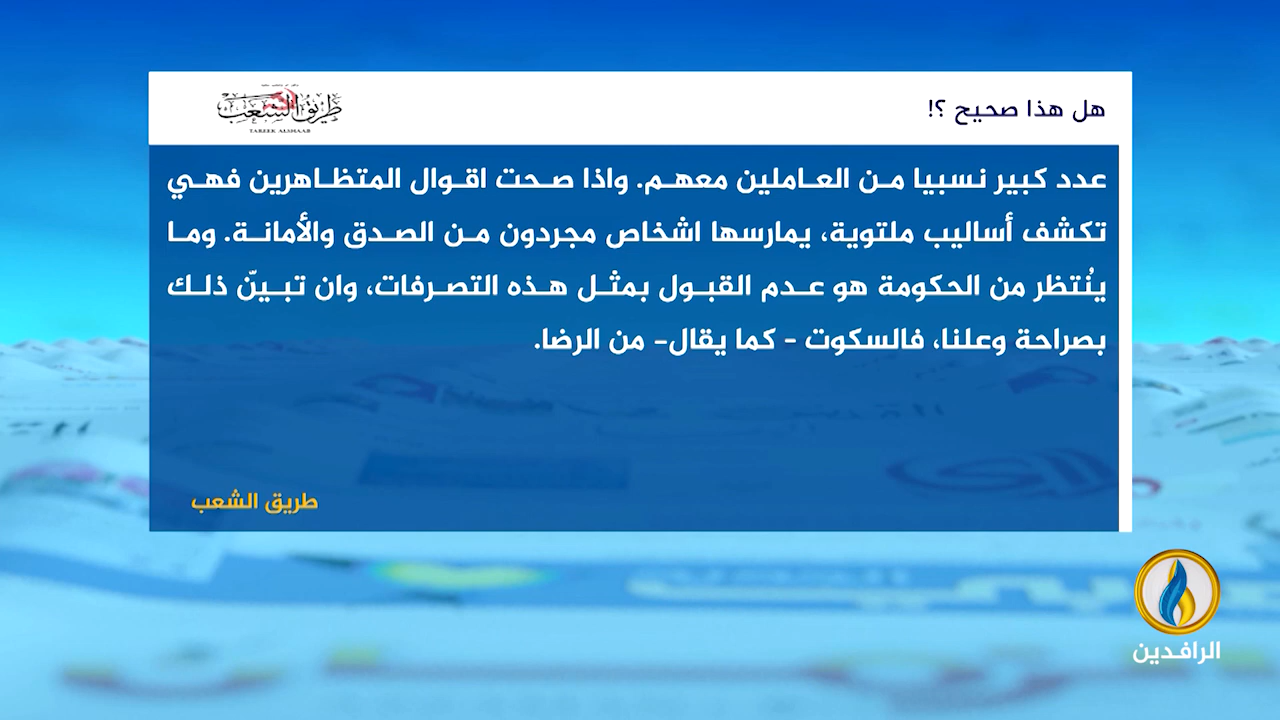 هل هذا صحيح ؟!
طريق الشعب
TAREEK ALSHAAB
عدد كبير نسبيا من العاملين معهم. واذا صحت اقوال المتظاهرين فهي
تكشف أساليب ملتوية، يمارسها اشخاص مجردون من الصدق والأمانة. وما
يُنتظر من الحكومة هو عدم القبول بمثل هذه التصرفات، وان تبيّن ذلك
بصراحة وعلنا، فالسكوت - كما يقال- من الرضا.
طريق الشعب
الرافدين